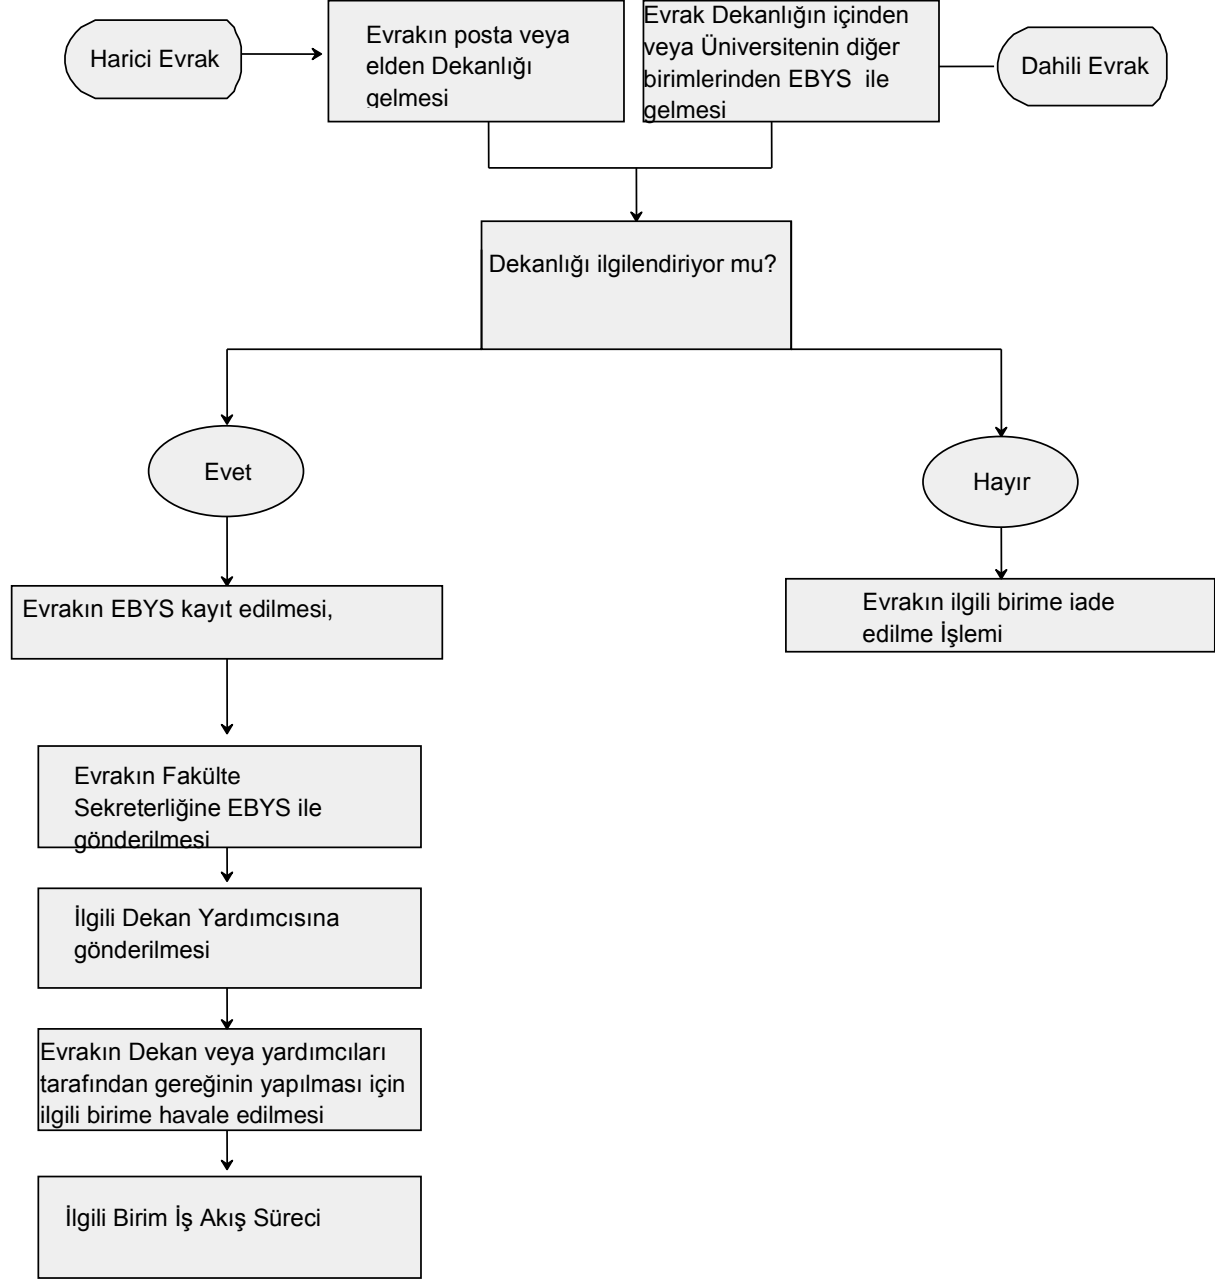 Harici Evrak
Evrakın posta veya
elden Dekanlığı
gelmesi
Evrak Dekanlığın içinden
veya Üniversitenin diğer
birimlerinden EBYS ile
gelmesi
Dahili Evrak
Dekanlığı ilgilendiriyor mu?
Evet
Hayır
Evrakın EBYS kayıt edilmesi,
Evrakın ilgili birime iade
edilme İşlemi
Evrakın Fakülte
Sekreterliğine EBYS ile
gönderilmesi
İlgili Dekan Yardımcısına
gönderilmesi
Evrakın Dekan veya yardımcıları
tarafından gereğinin yapılması için
ilgili birime havale edilmesi
İlgili Birim İş Akış Süreci